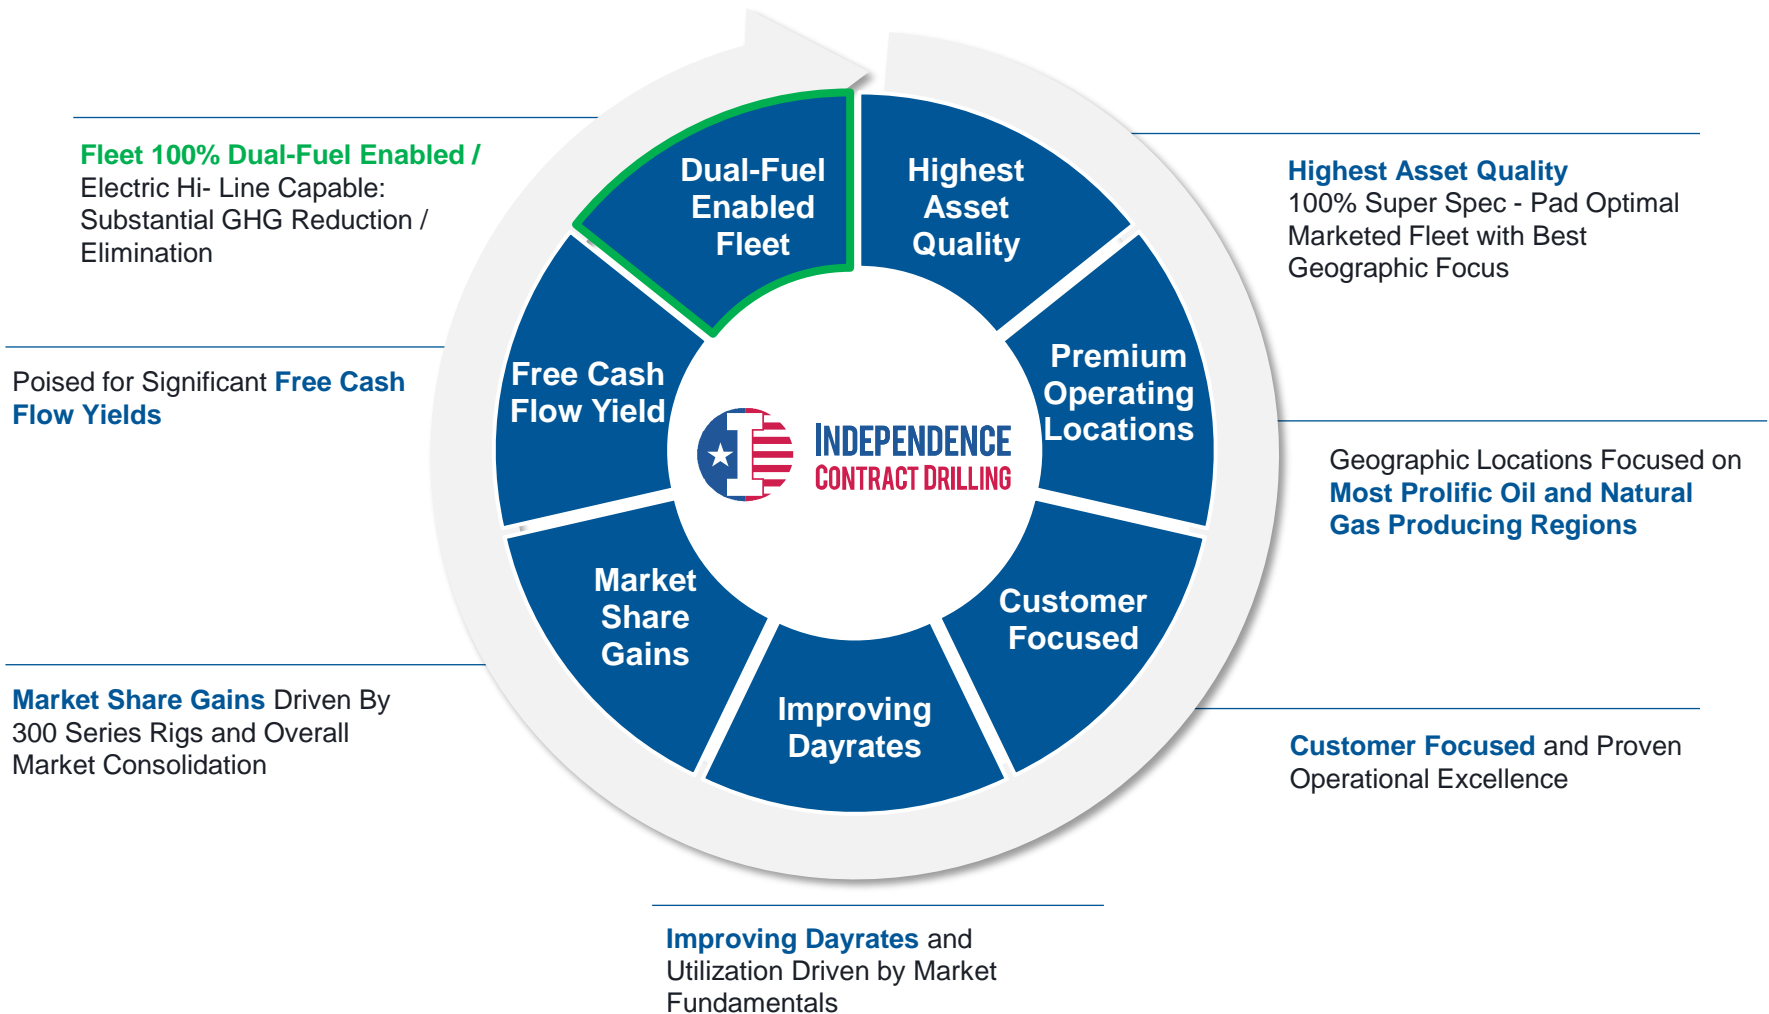 Fleet 100% Dual-Fuel Enabled /
Electric Hi- Line Capable:
Substantial GHG Reduction /
Elimination
Poised for Significant Free Cash
Flow Yields
Market Share Gains Driven By
300 Series Rigs and Overall
Market Consolidation
Dual-Fuel
Enabled
Fleet
Highest
Asset
Quality
Free Cash
Flow Yield
Premium
Operating
Locations
INDEPENDENCE
CONTRACT DRILLING
Market
Share
Gains
Customer
Focused
Improving
Dayrates
Highest Asset Quality
100% Super Spec - Pad Optimal
Marketed Fleet with Best
Geographic Focus
Geographic Locations Focused on
Most Prolific Oil and Natural
Gas Producing Regions
Customer Focused and Proven
Operational Excellence
Improving Dayrates and
Utilization Driven by Market
Fundamentals